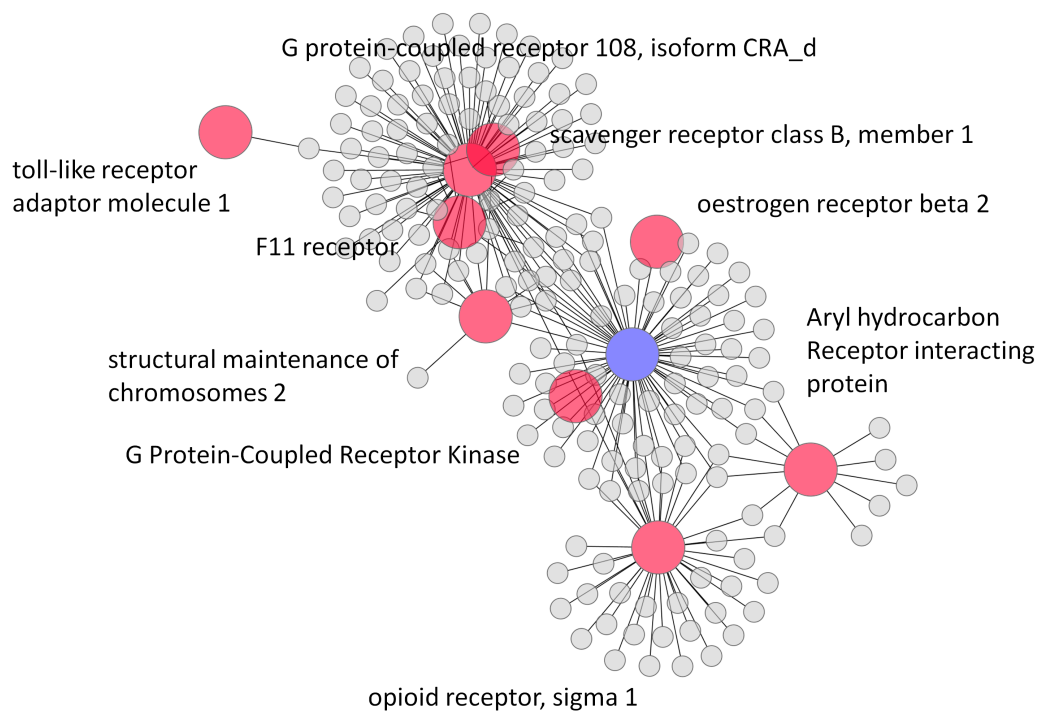 G protein-coupled receptor 108, isoform CRA_d
scavenger receptor class B, member 1
toll-like receptor
adaptor molecule 1
oestrogen receptor beta 2
F11 receptor
Aryl hydrocarbon
Receptor interacting
protein
structural maintenance of
chromosomes 2
G Protein-Coupled Receptor Kinase
opioid receptor, sigma 1